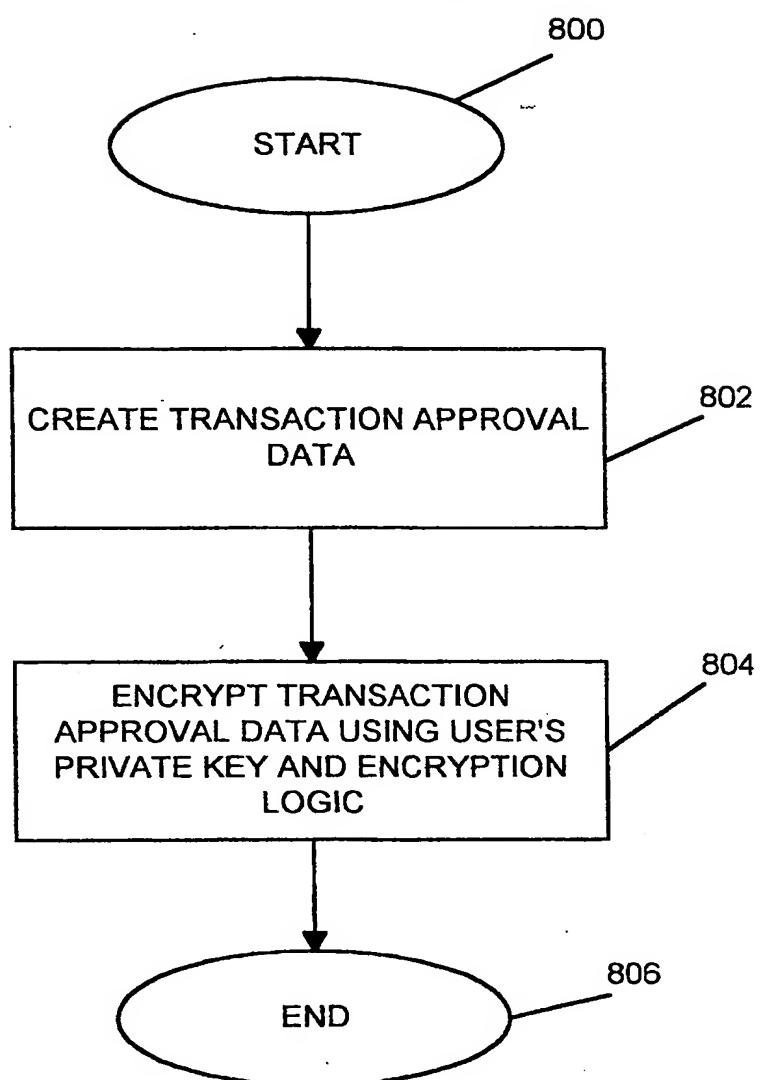 800
START
CREATE TRANSACTION APPROVAL
DATA
802
ENCRYPT TRANSACTION
APPROVAL DATA USING USER'S
PRIVATE KEY AND ENCRYPTION
LOGIC
804
806
END